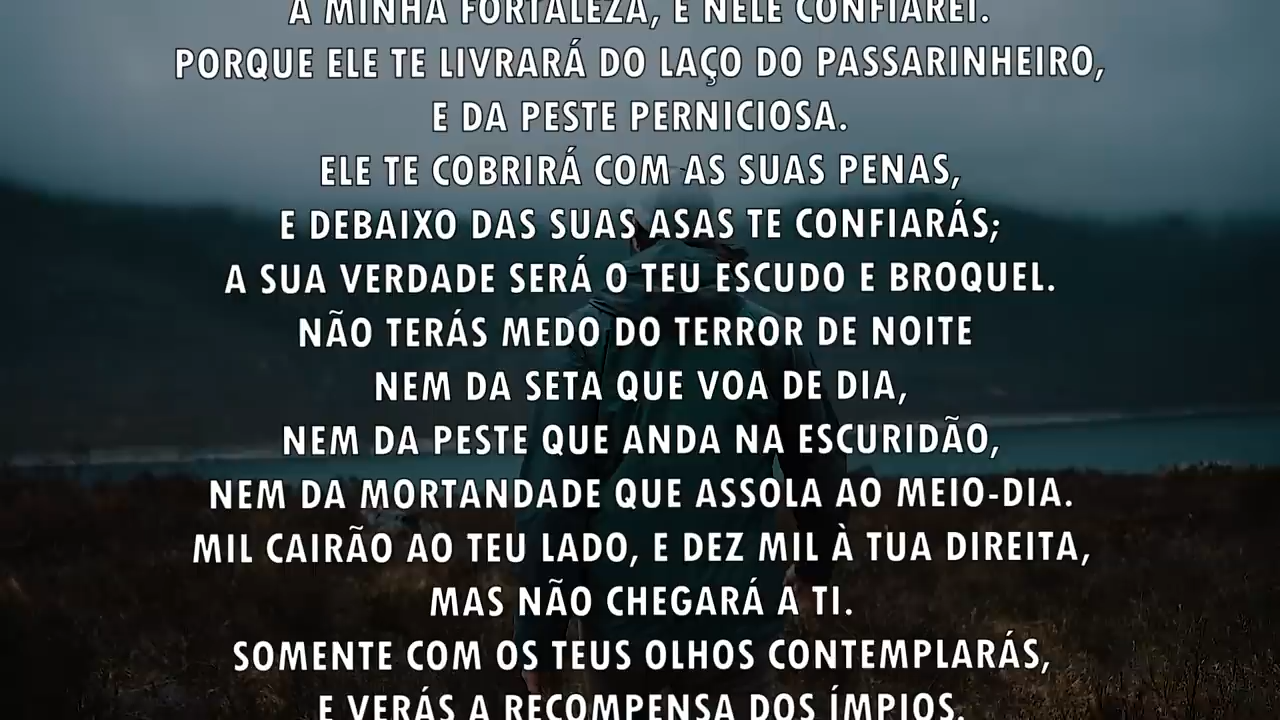 A MINHA FORTALEZA, E NELE CONFIAREI.
PORQUE ELE TE LIVRARÁ DO LAÇO DO PASSARINHEIRO,
E DA PESTE PERNICIOSA.
ELE TE COBRIRÁ COM AS SUAS PENAS,
E DEBAIXO DAS SUAS ASAS TE CONFIARÁS;
A SUA VERDADE SERÁ O TEU ESCUDO E BROQUEL.
NÃO TERÁS MEDO DO TERROR DE NOITE
NEM DA SETA QUE VOA DE DIA,
NEM DA PESTE QUE ANDA NA ESCURIDÃO,
NEM DA MORTANDADE QUE ASSOLA AO MEIO-DIA.
MIL CAIRÃO AO TEU LADO, E DEZ MIL À TUA DIREITA,
MAS NÃO CHEGARÁ A TI.
SOMENTE COM OS TEUS OLHOS CONTEMPLARÁS,
E VERÁS A RECOMPENSA DOS ÍMPIOS.